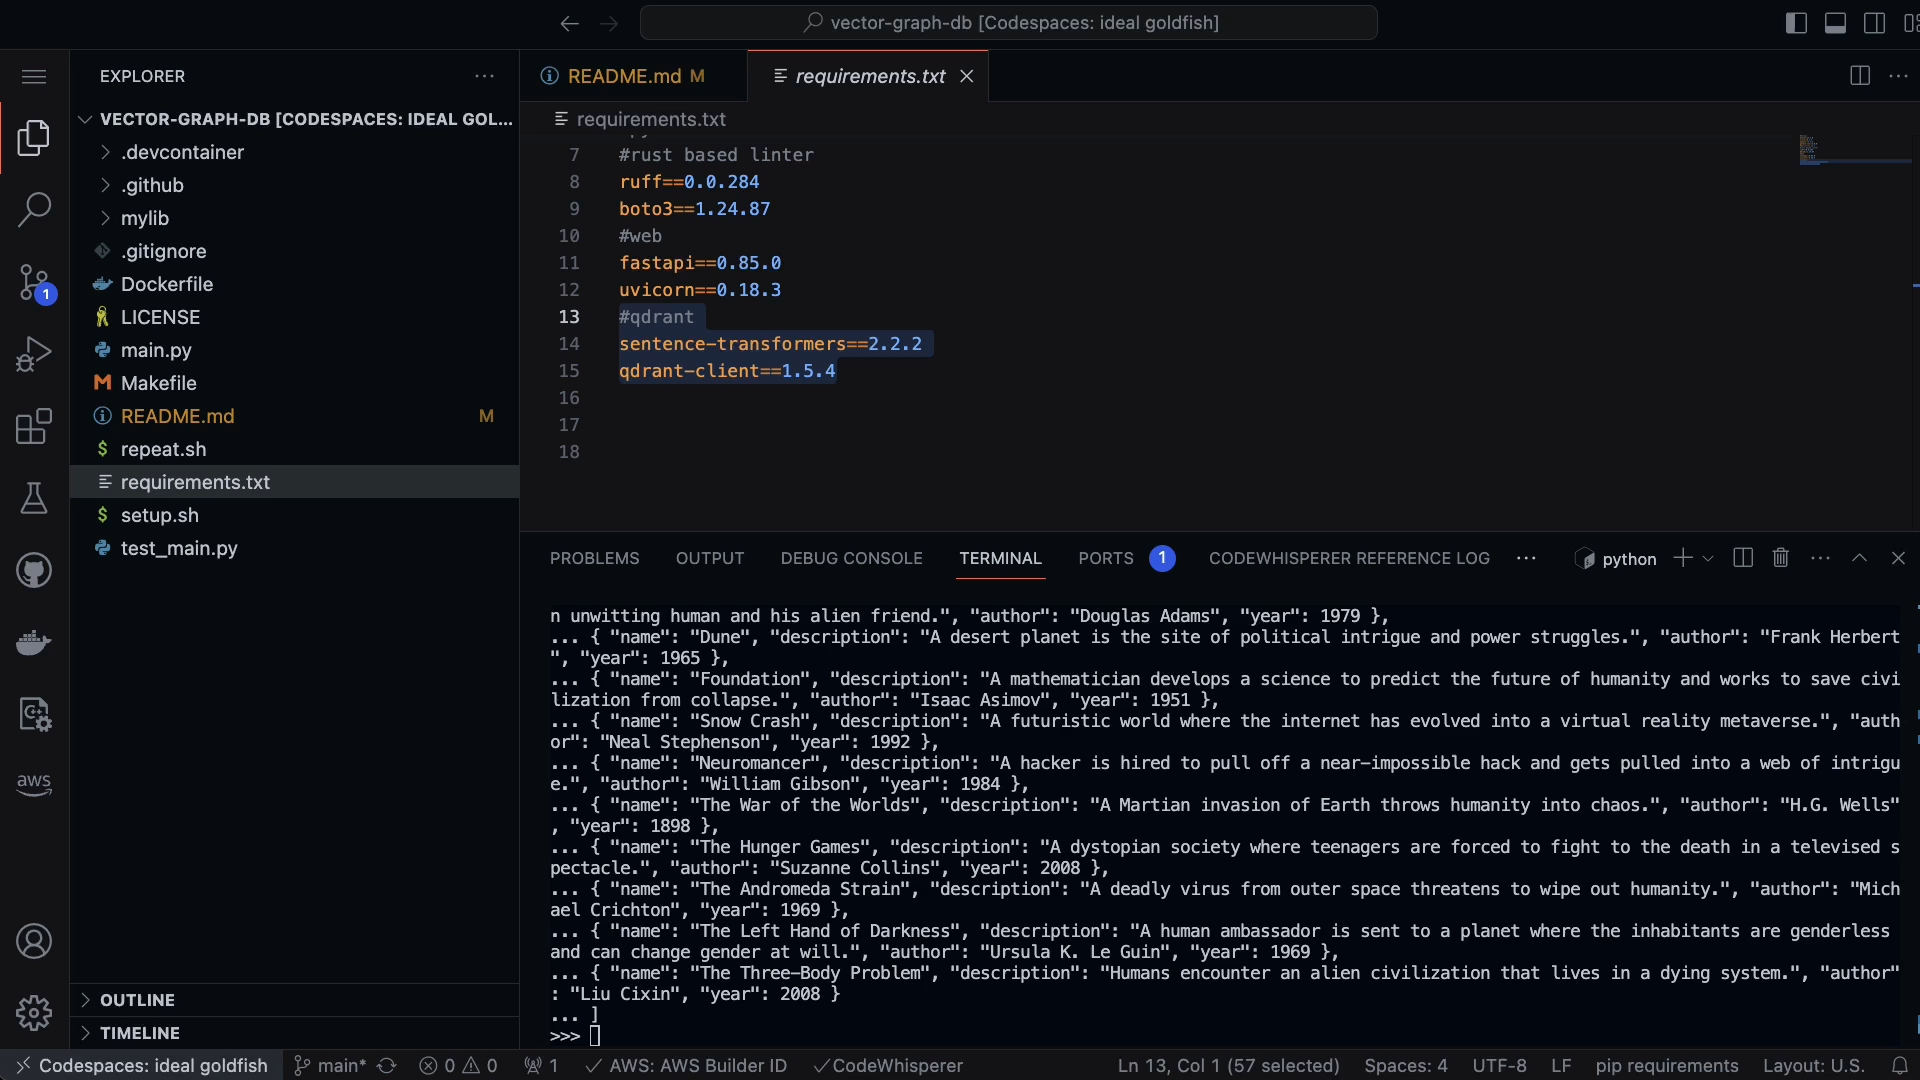 vector-graph-db [Codespaces: ideal goldfish]
EXPLORER
VECTOR-GRAPH-DB [CODESPACES: IDEAL GOL...
.devcontainer
.github
mylib
.gitignore
Dockerfile
LICENSE
main.py
Makefile
README.md M
repeat.sh
requirements.txt
setup.sh
test_main.py
OUTLINE
TIMELINE
README.md M
requirements.txt
requirements.txt
7 #rust based linter
8 ruff==0.0.284
9 boto3==1.24.87
10 #web
11 fastapi==0.85.0
12 uvicorn==0.18.3
13 #qdrant
14 sentence-transformers==2.2.2
15 qdrant-client==1.5.4
16
17
18
1
aws
PROBLEMS OUTPUT DEBUG CONSOLE TERMINAL PORTS 1 CODEWHISPERER REFERENCE LOG ... python
n unwitting human and his alien friend.", "author": "Douglas Adams", "year": 1979 },
... { "name": "Dune", "description": "A desert planet is the site of political intrigue and power struggles.", "author": "Frank Herbert
", "year": 1965 },
... { "name": "Foundation", "description": "A mathematician develops a science to predict the future of humanity and works to save civi
lization from collapse.", "author": "Isaac Asimov", "year": 1951 },
... { "name": "Snow Crash", "description": "A futuristic world where the internet has evolved into a virtual reality metaverse.", "auth
or": "Neal Stephenson", "year": 1992 },
... { "name": "Neuromancer", "description": "A hacker is hired to pull off a near-impossible hack and gets pulled into a web of intrigu
e.", "author": "William Gibson", "year": 1984 },
... { "name": "The War of the Worlds", "description": "A Martian invasion of Earth throws humanity into chaos.", "author": "H.G. Wells"
, "year": 1898 },
... { "name": "The Hunger Games", "description": "A dystopian society where teenagers are forced to fight to the death in a televised s
pectacle.", "author": "Suzanne Collins", "year": 2008 },
... { "name": "The Andromeda Strain", "description": "A deadly virus from outer space threatens to wipe out humanity.", "author": "Mich
ael Crichton", "year": 1969 },
... { "name": "The Left Hand of Darkness", "description": "A human ambassador is sent to a planet where the inhabitants are genderless
and can change gender at will.", "author": "Ursula K. Le Guin", "year": 1969 },
... { "name": "The Three-Body Problem", "description": "Humans encounter an alien civilization that lives in a dying system.", "author"
: "Liu Cixin", "year": 2008 }
... ]
>>>
Codespaces: ideal goldfish main* 0 0 1 AWS: AWS Builder ID CodeWhisperer Ln 13, Col 1 (57 selected) Spaces: 4 UTF-8 LF pip requirements Layout: U.S.